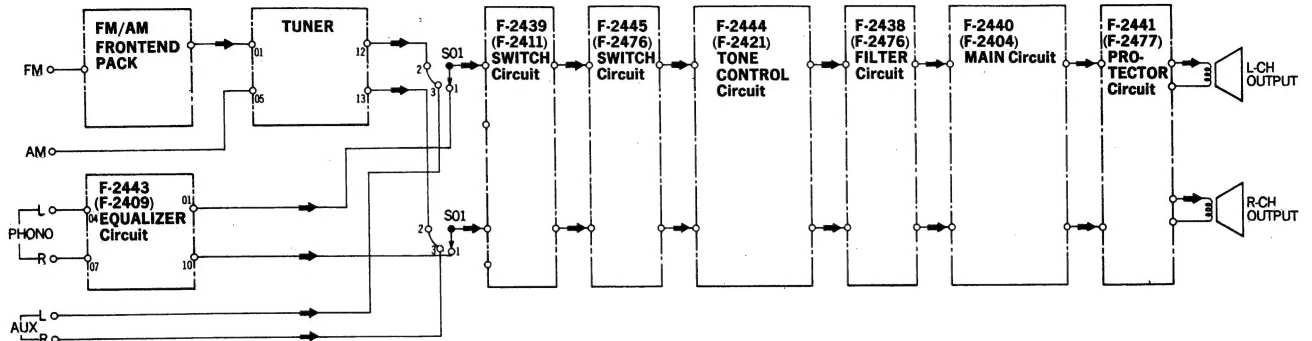 FM/AM
FRONTEND
PACK
FM
AM
TUNER
01
05
12
13
2
3
1
S01
F-2443
(F-2409)
EQUALIZER
Circuit
04
07
01
10
L
PHONO
R
L
AUX
R
2
3
1
S01
F-2439
(F-2411)
SWITCH
Circuit
F-2445
(F-2476)
SWITCH
Circuit
F-2444
(F-2421)
TONE
CONTROL
Circuit
F-2438
(F-2476)
FILTER
Circuit
F-2440
(F-2404)
MAIN Circuit
F-2441
(F-2477)
PRO-
TECTOR
Circuit
L-CH
OUTPUT
R-CH
OUTPUT